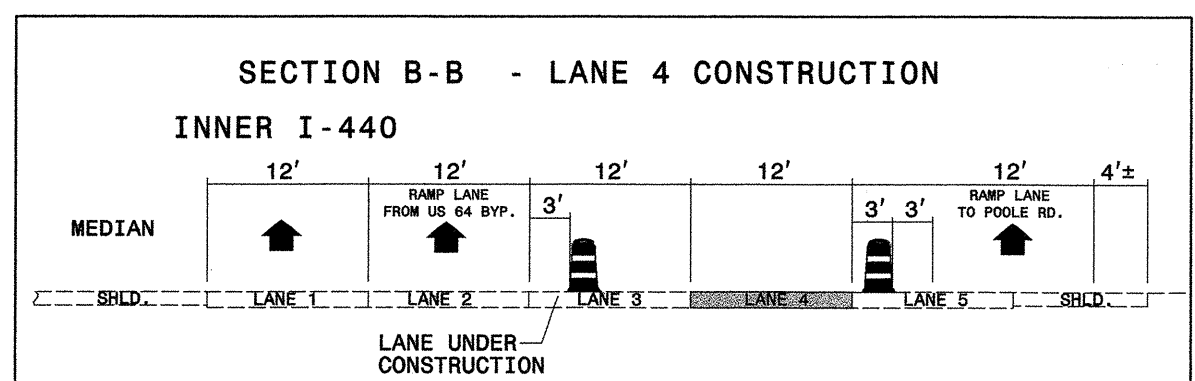 SECTION B-B - LANE 4 CONSTRUCTION
INNER I-440
12' 12' 12' 12' 12' 4'±
RAMP LANE
FROM US 64 BYP.
3'
3' 3'
RAMP LANE
TO POOLE RD.
MEDIAN
SHLD. LANE 1 LANE 2 LANE 3 LANE 4 LANE 5 SHLD.
LANE UNDER
CONSTRUCTION